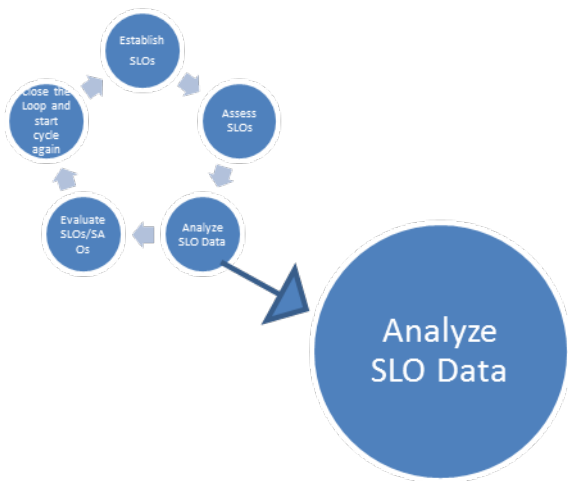 Establish
SLOs
Assess
SLOs
Analyze
SLO Data
Evaluate
SLOs/SA
Os
Close the
Loop and
start
cycle
again
Analyze
SLO Data